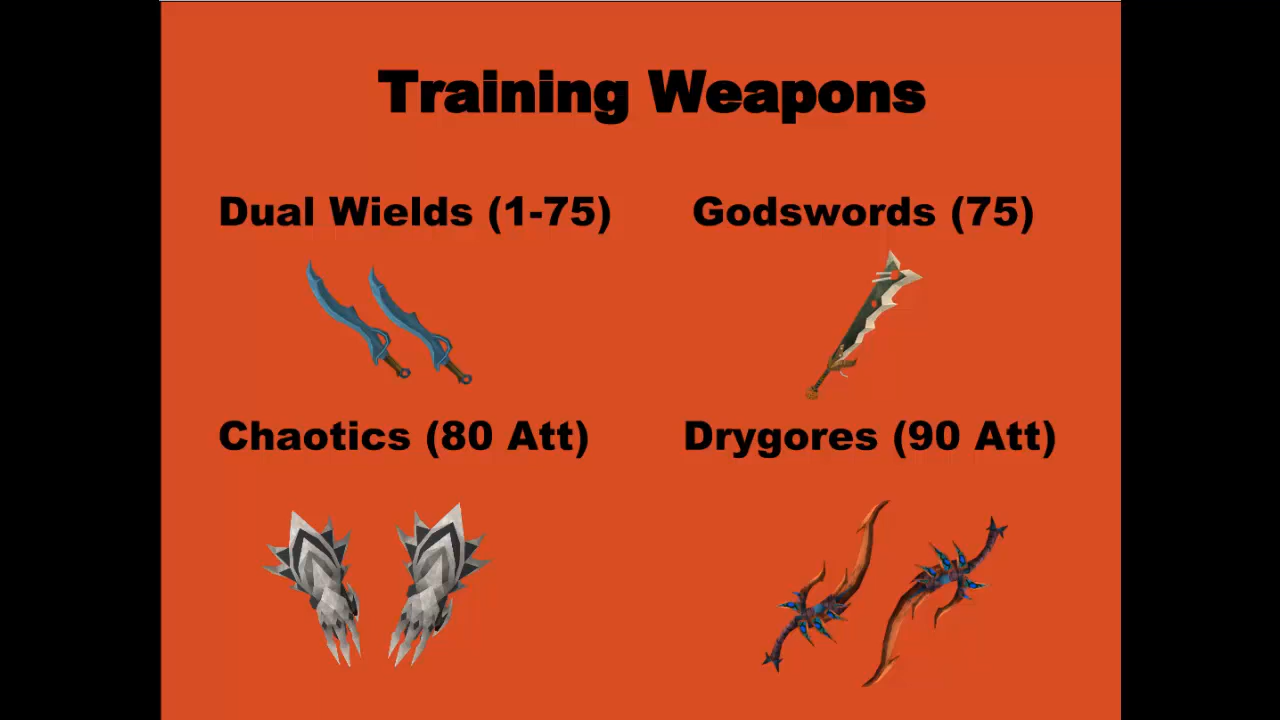 Training Weapons
Dual Wields (1-75)
Godswords (75)
Chaotics (80 Att)
Drygores (90 Att)